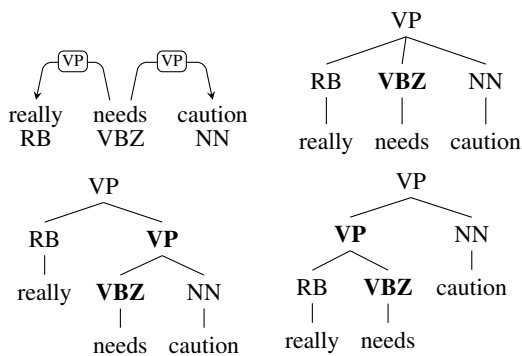 VP VP
really needs caution
RB VBZ NN
VP
RB VBZ NN
really needs caution
VP
RB VP
really VBZ NN
needs caution
VP
VP NN
RB VBZ caution
really needs